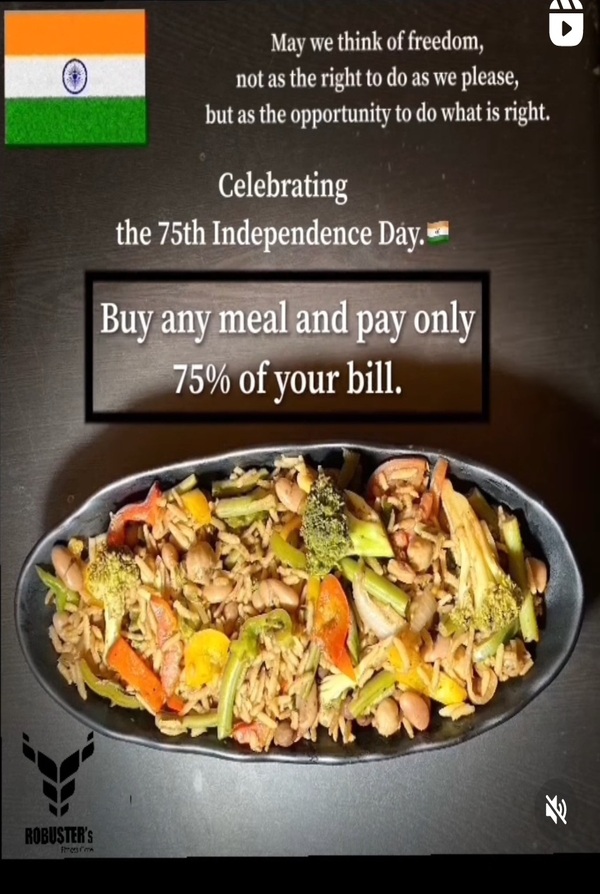 May we think of freedom,
not as the right to do as we please,
but as the opportunity to do what is right.
Celebrating
the 75th Independence Day.🇮🇳
Buy any meal and pay only
75% of your bill.
ROBUSTER's